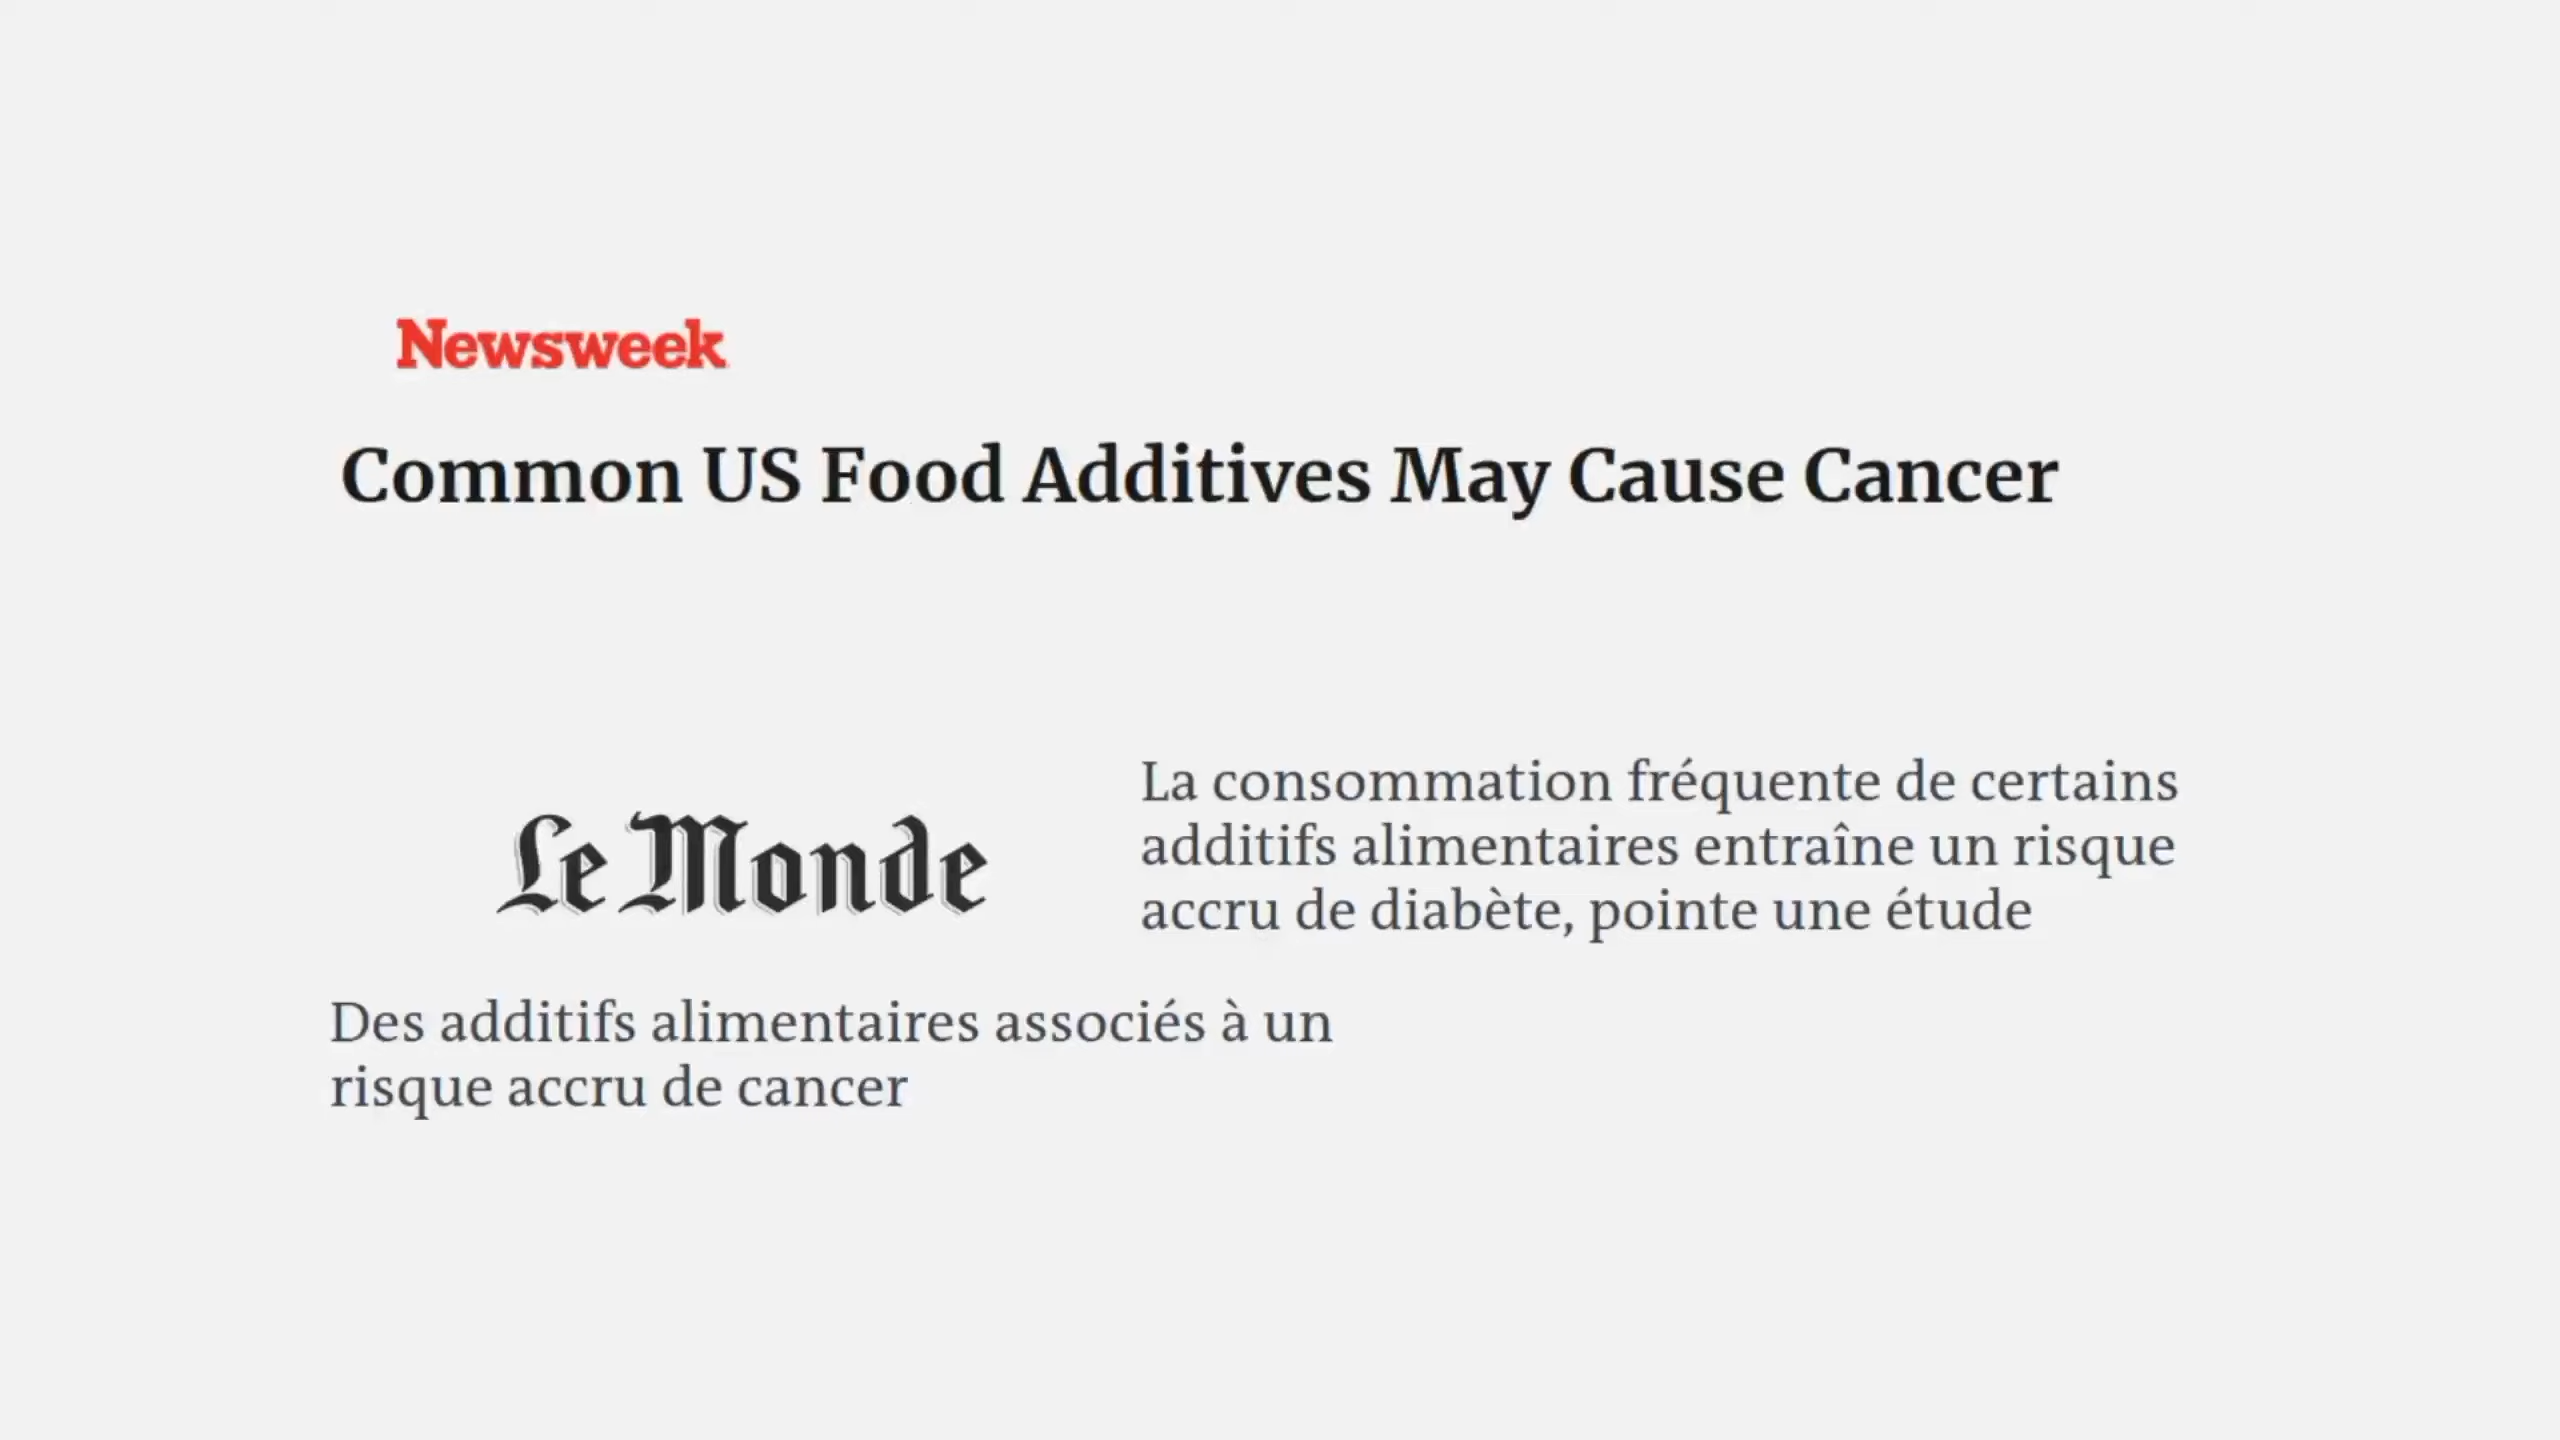 Newsweek
Common US Food Additives May Cause Cancer
Le Monde
La consommation fréquente de certains
additifs alimentaires entraîne un risque
accru de diabète, pointe une étude
Des additifs alimentaires associés à un
risque accru de cancer